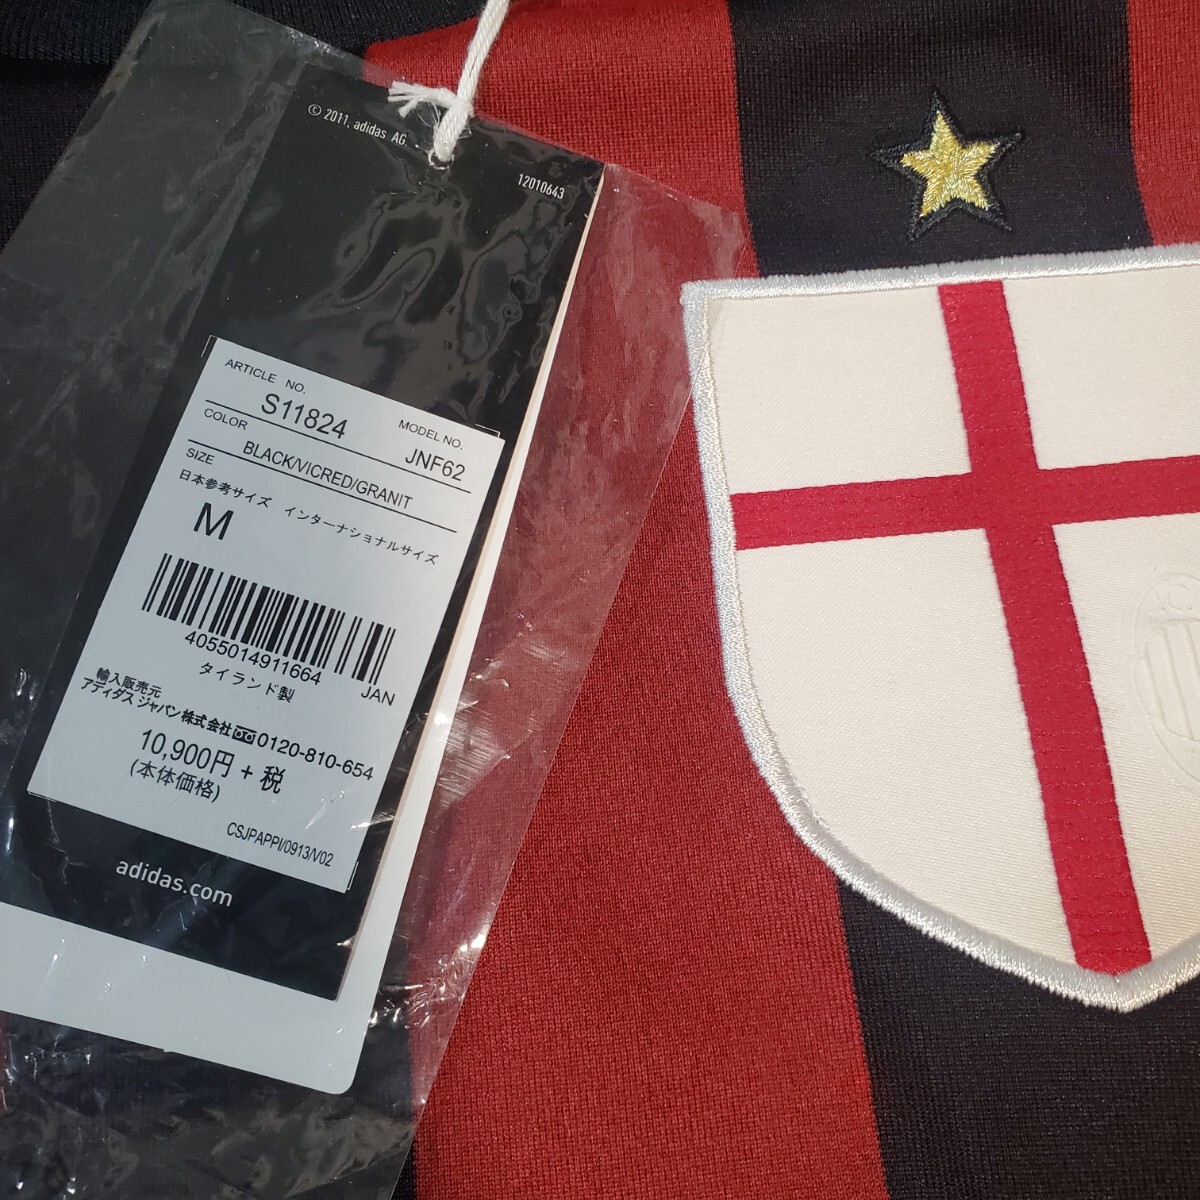 © 2011. adidas AG.
12010643
ARTICLE NO.
S11824
MODEL NO.
JNF62
COLOR
BLACK/VICRED/GRANIT
SIZE
日本参考サイズ インターナショナルサイズ
M
4055014911664
JAN
タイランド製
輸入販売元
アディダス ジャパン株式会社 0120-810-654
10,900円 + 税
(本体価格)
CSJPAPPI/0913/V02
adidas.com